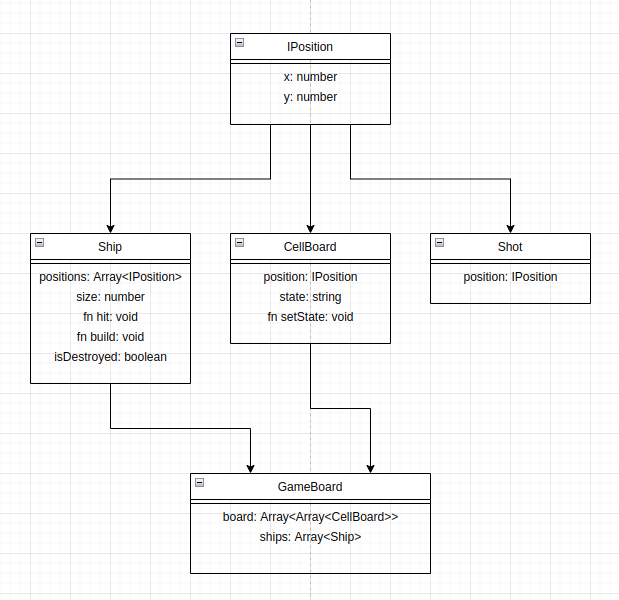 IPosition
x: number
y: number
Ship
positions: Array<IPosition>
size: number
fn hit: void
fn build: void
isDestroyed: boolean
CellBoard
position: IPosition
state: string
fn setState: void
Shot
position: IPosition
GameBoard
board: Array<Array<CellBoard>>
ships: Array<Ship>